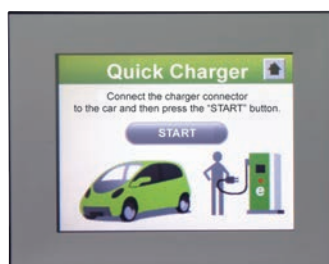 Quick Charger
Connect the charger connector
to the car and then press the “START” button.
START
e